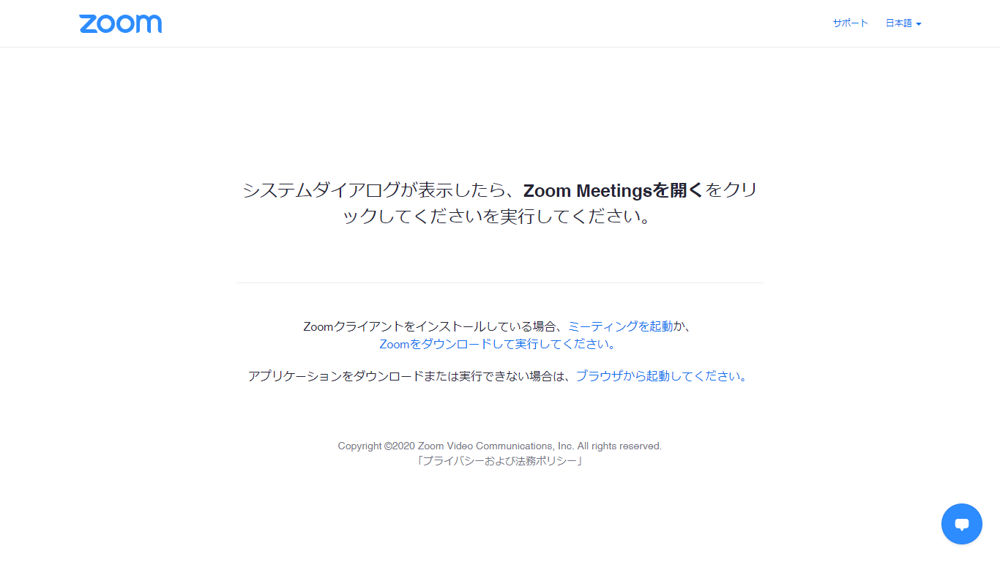 zoom
サポート 日本語
システムダイアログが表示したら、Zoom Meetingsを開くをクリ
ックしてくださいを実行してください。
Zoomクライアントをインストールしている場合、ミーティングを起動か、
Zoomをダウンロードして実行してください。
アプリケーションをダウンロードまたは実行できない場合は、ブラウザから起動してください。
Copyright ©2020 Zoom Video Communications, Inc. All rights reserved.
「プライバシーおよび法務ポリシー」